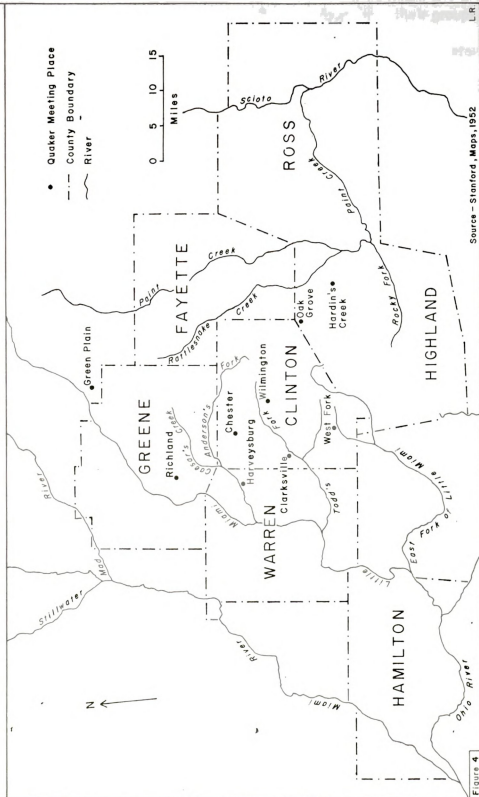 Quaker Meeting Place
County Boundary
River
0 5 10 15
Miles
N
Stillwater
Mad River
Miami River
Little Miami
Green Plain
GREENE
Richland
Caesar's Creek
Anderson's Fork
Paint Creek
FAYETTE
Rattlesnake Creek
Scioto River
ROSS
Paint Creek
Chester
Harveysburg
Wilmington
CLINTON
Oak Grove
Hardin's Creek
Rocky Fork
Clarksville
Todd's Fork
West Fork
WARREN
HIGHLAND
East Fork of Little Miami
HAMILTON
Ohio River
Figure 4
Source - Stanford, Maps, 1952
L.R.